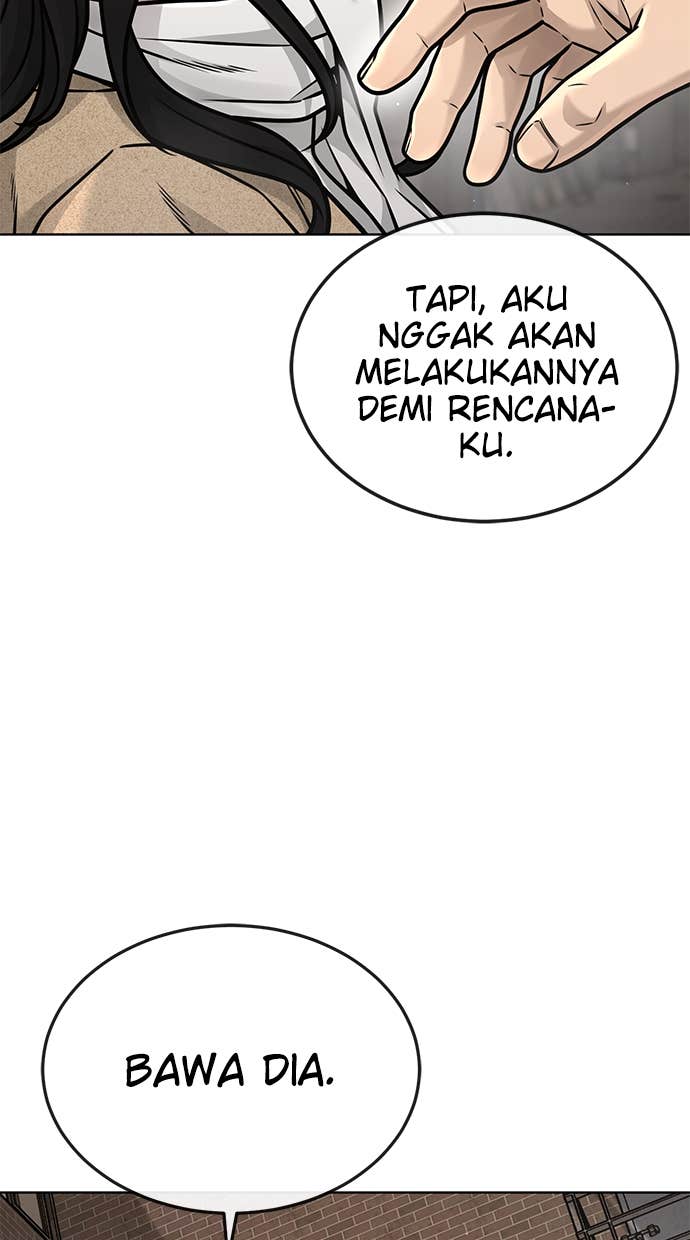 TAPI, AKU
NGGAK AKAN
MELAKUKANNYA
DEMI RENCANA-
KU.
BAWA DIA.